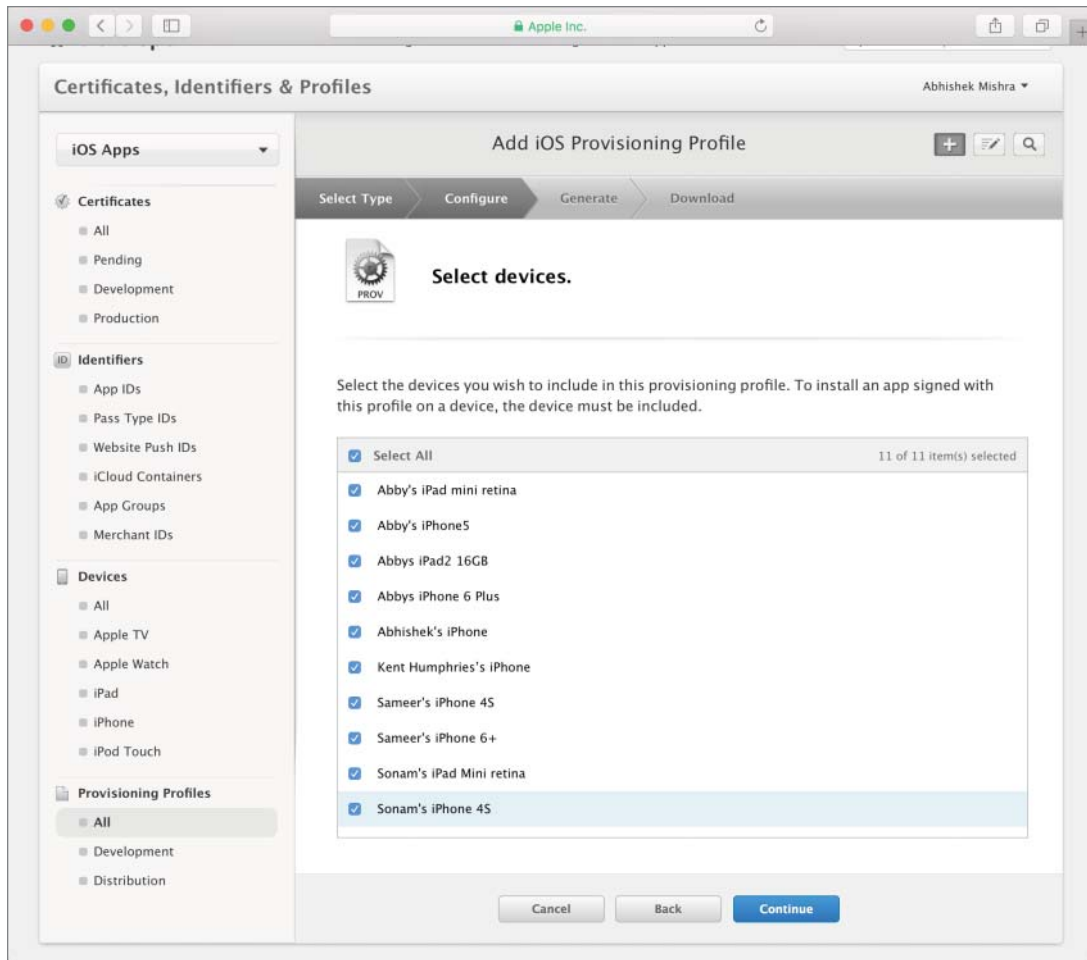 Apple Inc.
Certificates, Identifiers & Profiles
Abhishek Mishra
iOS Apps
Add iOS Provisioning Profile
Select Type
Configure
Generate
Download
Certificates
All
Pending
Development
Production
ID Identifiers
App IDs
Pass Type IDs
Website Push IDs
iCloud Containers
App Groups
Merchant IDs
Devices
All
Apple TV
Apple Watch
iPad
iPhone
iPod Touch
Provisioning Profiles
All
Development
Distribution
PROV
Select devices.
Select the devices you wish to include in this provisioning profile. To install an app signed with
this profile on a device, the device must be included.
Select All
11 of 11 item(s) selected
Abby's iPad mini retina
Abby's iPhone5
Abbys iPad2 16GB
Abbys iPhone 6 Plus
Abhishek's iPhone
Kent Humphries's iPhone
Sameer's iPhone 4S
Sameer's iPhone 6+
Sonam's iPad Mini retina
Sonam's iPhone 4S
Cancel
Back
Continue